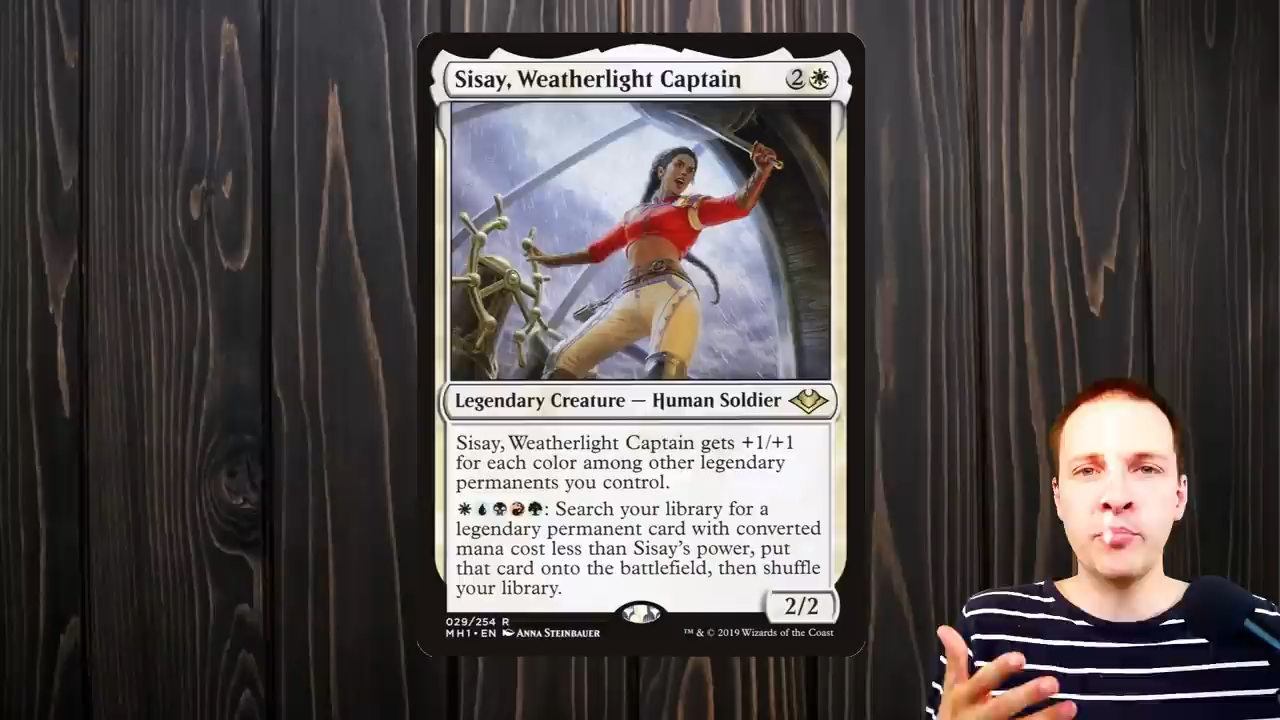 Sisay, Weatherlight Captain 2
Legendary Creature — Human Soldier
Sisay, Weatherlight Captain gets +1/+1
for each color among other legendary
permanents you control.
: Search your library for a
legendary permanent card with converted
mana cost less than Sisay's power, put
that card onto the battlefield, then shuffle
your library.
2/2
029/254 R
MH1 • EN Anna Steinbauer
™ & © 2019 Wizards of the Coast